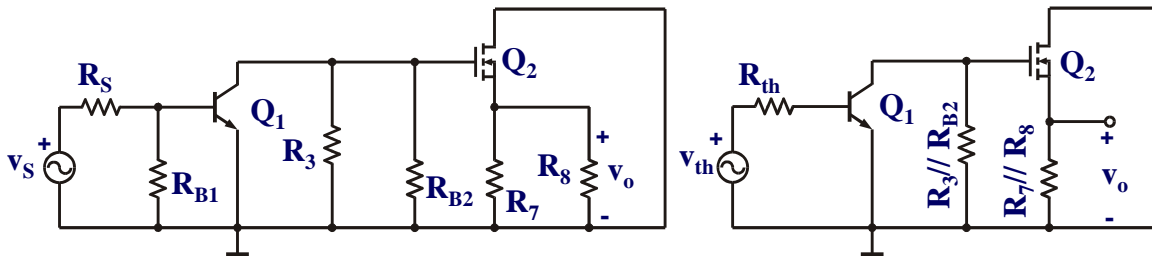 R_S
v_S
+
R_B1
Q_1
R_3
R_B2
Q_2
R_7
R_8
+
v_o
-
R_th
v_th
+
Q_1
R_3// R_B2
Q_2
R_7// R_8
+
v_o
-